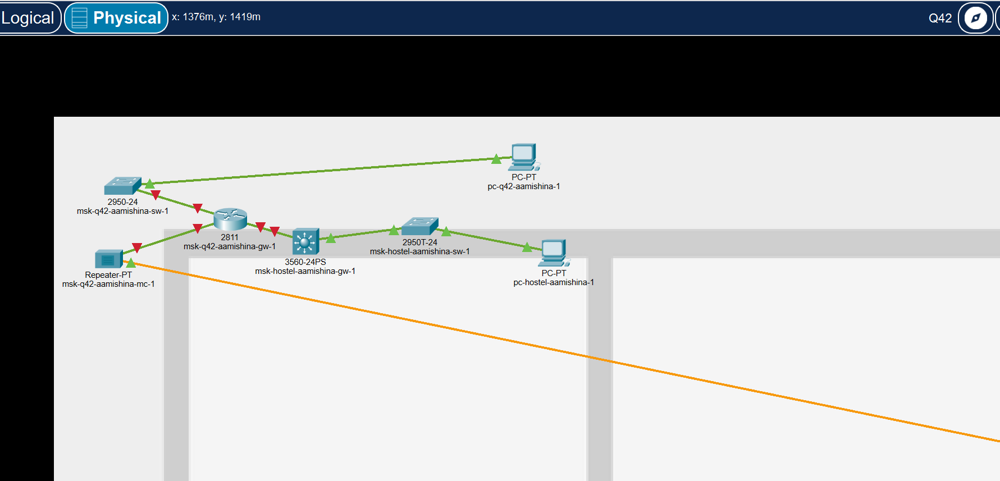 Logical
Physical
x: 1376m, y: 1419m
Q42
PC-PT
pc-q42-aamishina-1
2950-24
msk-q42-aamishina-sw-1
2811
msk-q42-aamishina-gw-1
2950T-24
msk-hostel-aamishina-sw-1
3560-24PS
msk-hostel-aamishina-gw-1
PC-PT
pc-hostel-aamishina-1
Repeater-PT
msk-q42-aamishina-mc-1